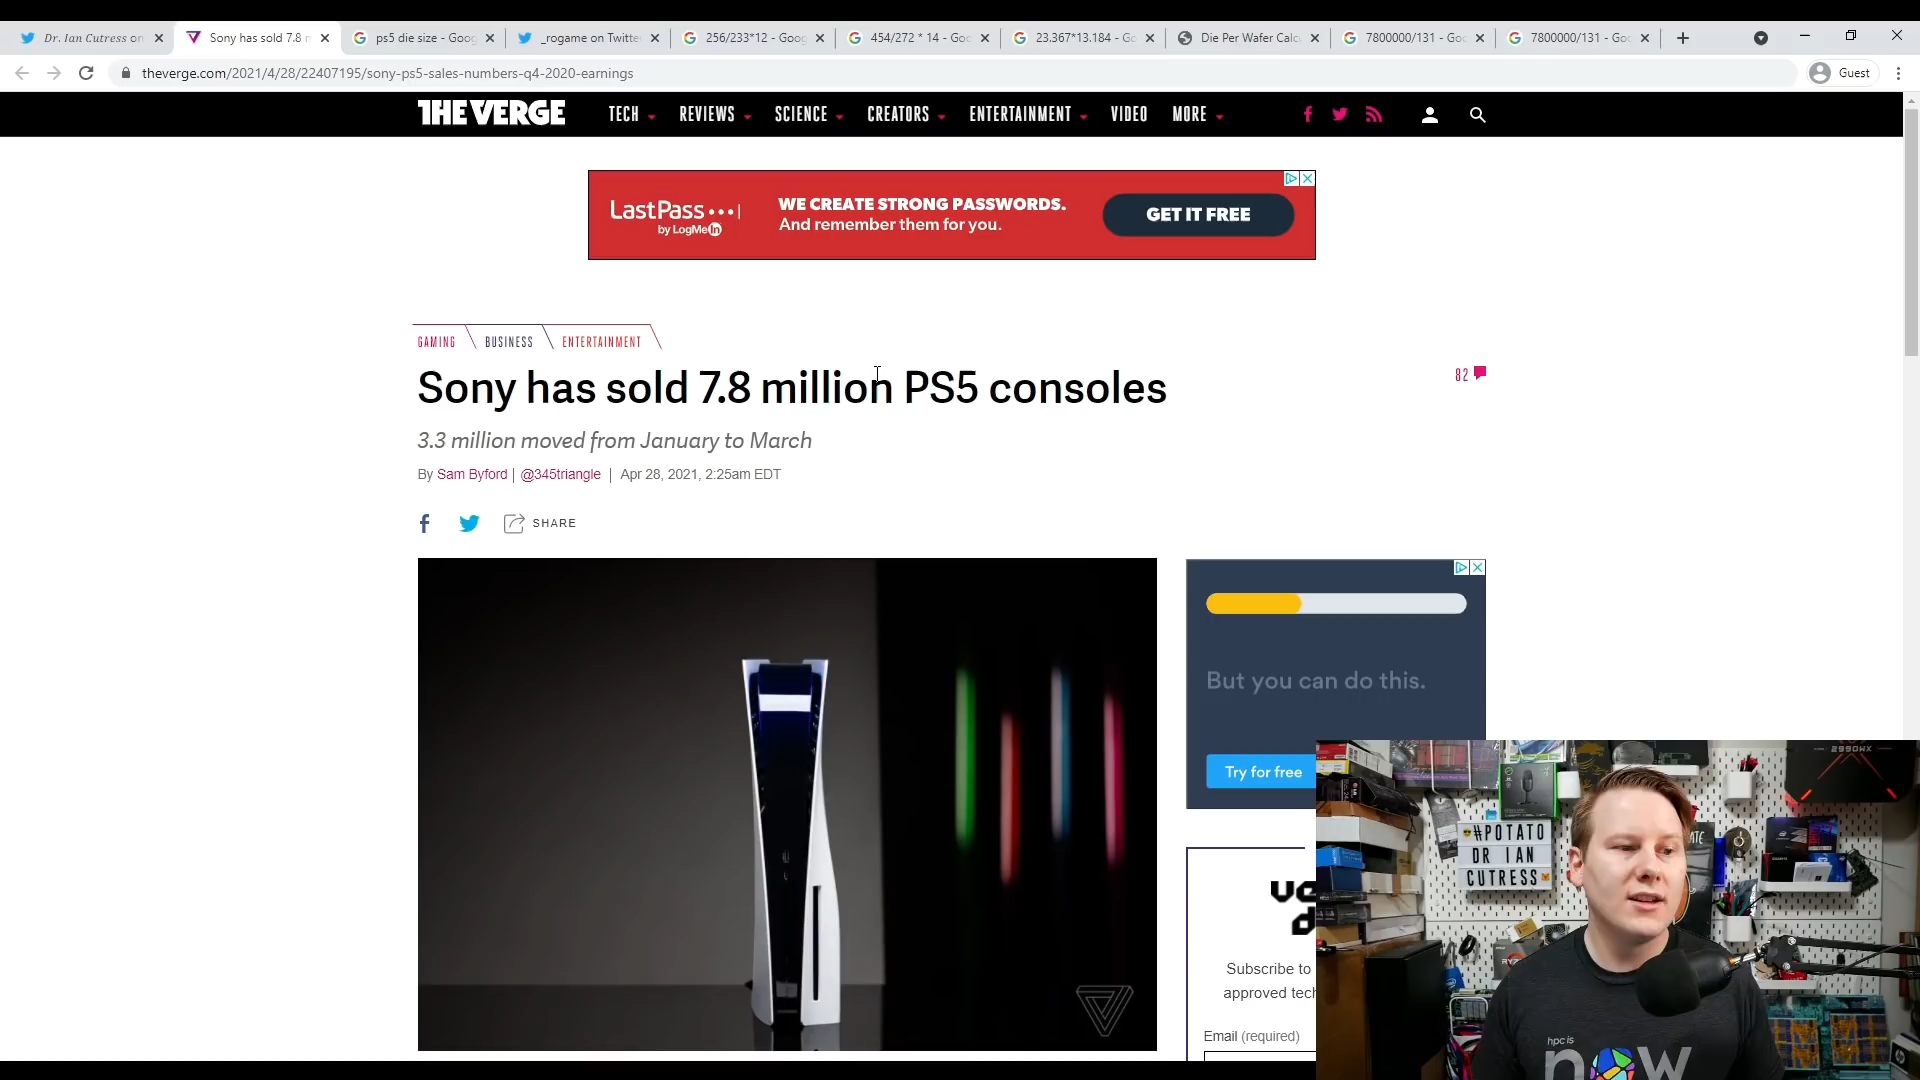 Dr. Ian Cutress on
Sony has sold 7.8 m
ps5 die size - Goog
_rogame on Twitte
256/233*12 - Goog
454/272 * 14 - Goo
23.367*13.184 - Go
Die Per Wafer Calc
7800000/131 - Goo
7800000/131 - Goo
theverge.com/2021/4/28/22407195/sony-ps5-sales-numbers-q4-2020-earnings
Guest
THE VERGE
TECH
REVIEWS
SCIENCE
CREATORS
ENTERTAINMENT
VIDEO
MORE
LastPass
by LogMeIn
WE CREATE STRONG PASSWORDS.
And remember them for you.
GET IT FREE
GAMING
BUSINESS
ENTERTAINMENT
Sony has sold 7.8 million PS5 consoles
82
3.3 million moved from January to March
By Sam Byford | @345triangle | Apr 28, 2021, 2:25am EDT
SHARE
But you can do this.
Try for free
Subscribe to
approved tech
Email (required)
2990WX
#POTATO
DR IAN
CUTRESS
RYZ
hpc is
now